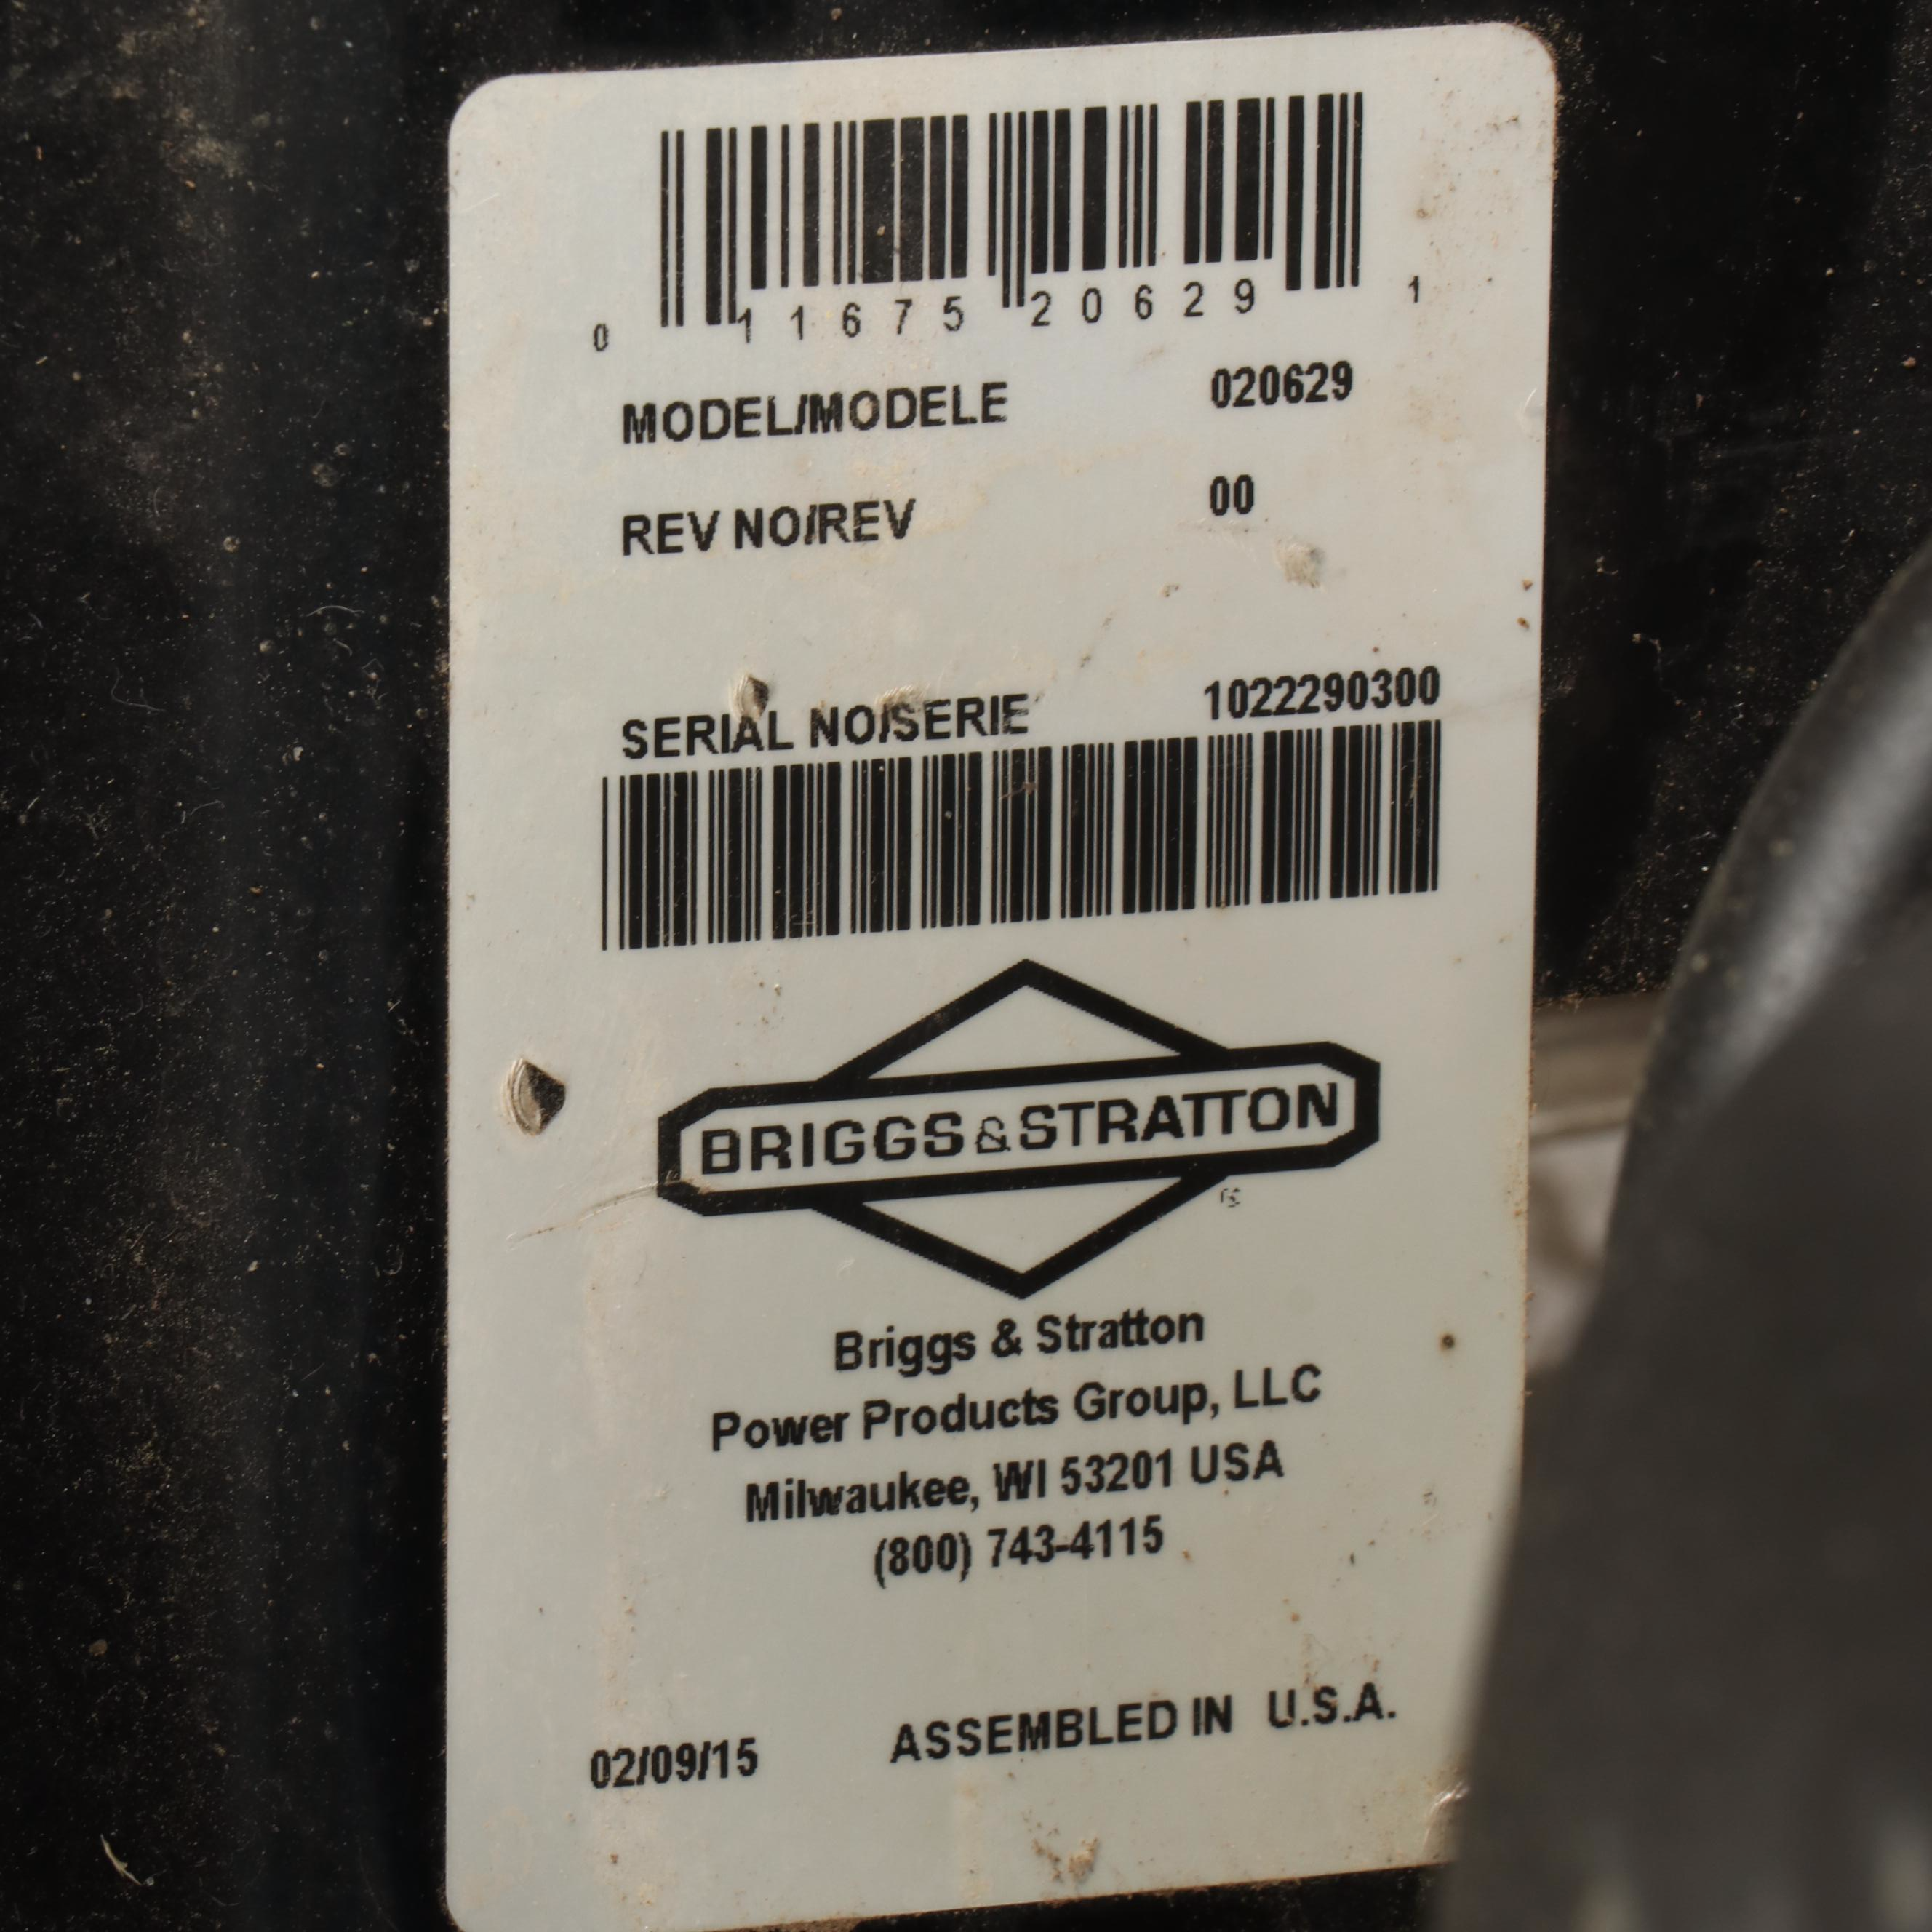 0 11675 20629 1
MODEL/MODELE 020629
REV NO/REV 00
SERIAL NO/SERIE 1022290300
BRIGGS & STRATTON
®
Briggs & Stratton
Power Products Group, LLC
Milwaukee, WI 53201 USA
(800) 743-4115
02/09/15 ASSEMBLED IN U.S.A.